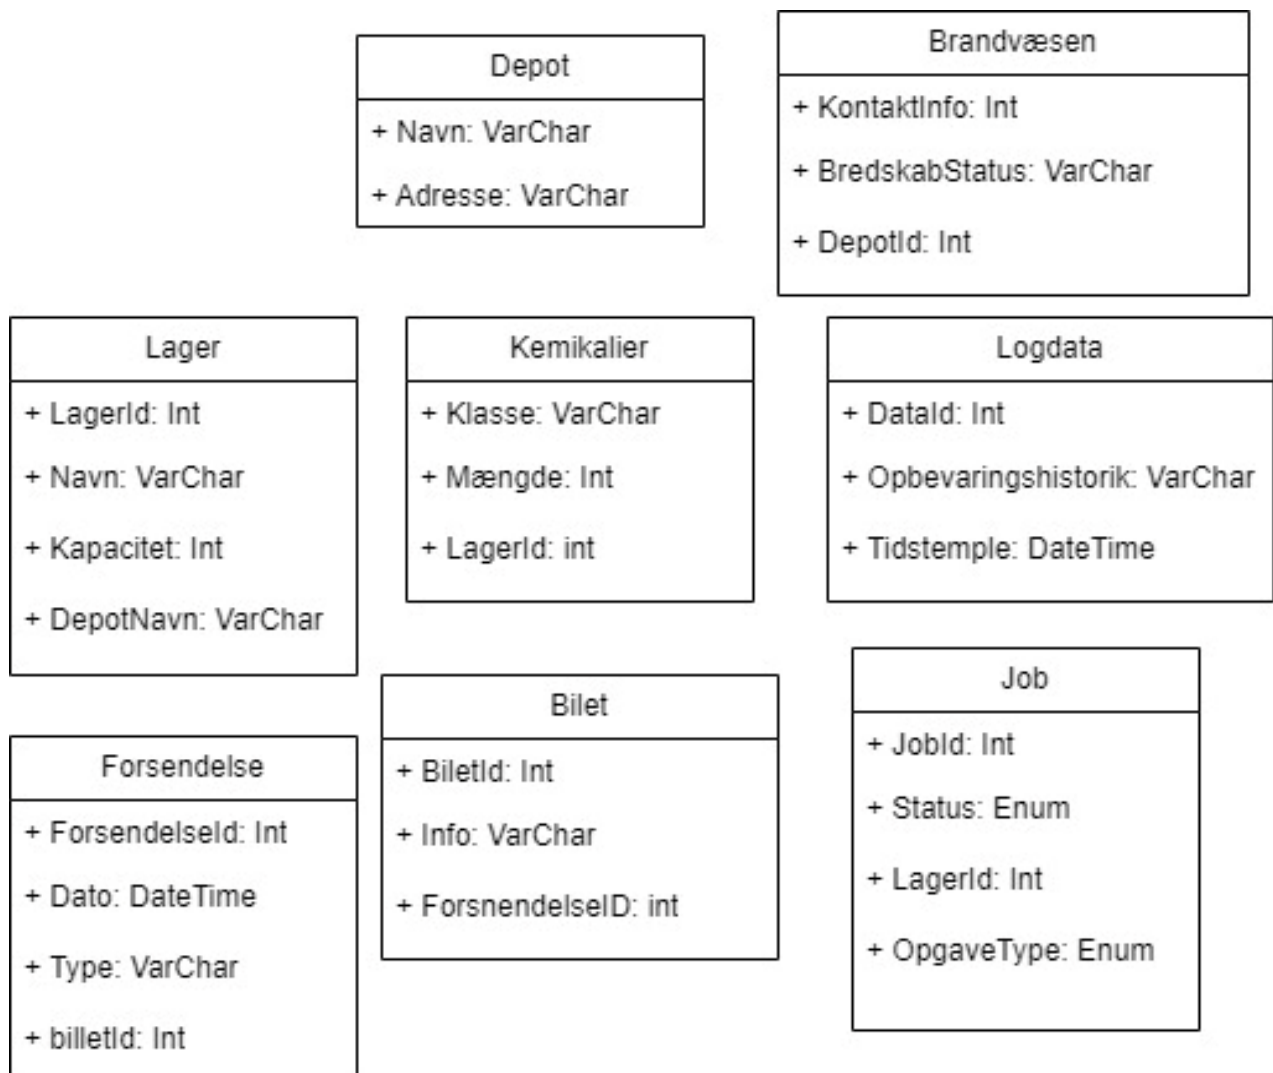 Depot
+ Navn: VarChar
+ Adresse: VarChar
Brandvæsen
+ KontaktInfo: Int
+ BredskabStatus: VarChar
+ DepotId: Int
Lager
+ LagerId: Int
+ Navn: VarChar
+ Kapacitet: Int
+ DepotNavn: VarChar
Kemikalier
+ Klasse: VarChar
+ Mængde: Int
+ LagerId: int
Logdata
+ DataId: Int
+ Opbevaringshistorik: VarChar
+ Tidstemple: DateTime
Forsendelse
+ ForsendelseId: Int
+ Dato: DateTime
+ Type: VarChar
+ billetId: Int
Bilet
+ BiletId: Int
+ Info: VarChar
+ ForsnendelseID: int
Job
+ JobId: Int
+ Status: Enum
+ LagerId: Int
+ OpgaveType: Enum